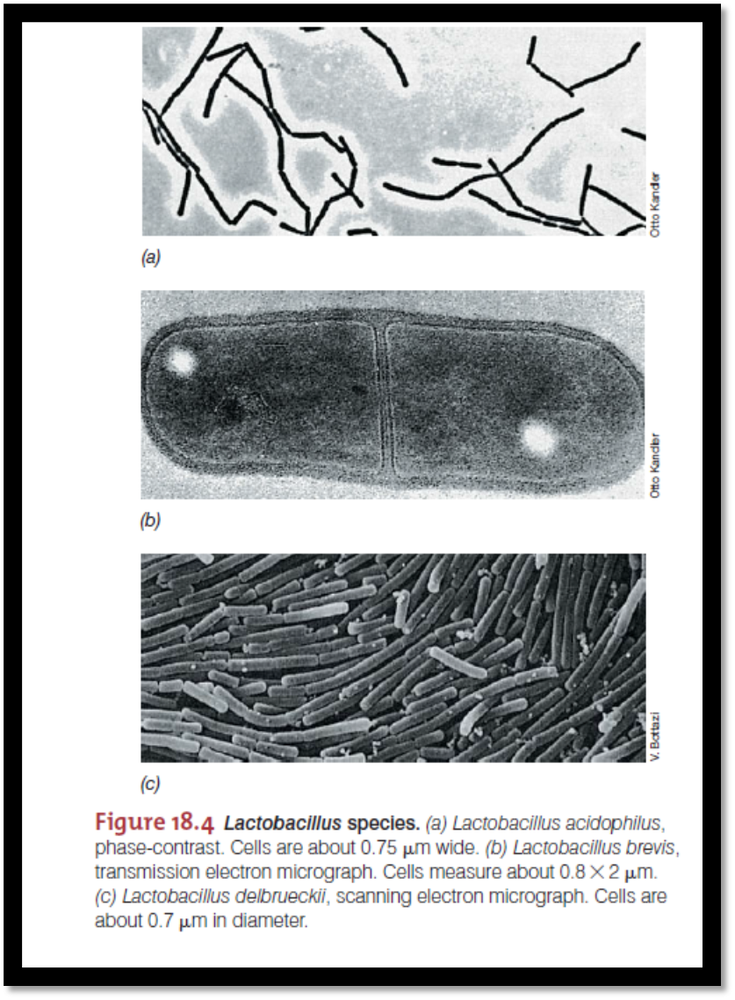 Otto Kandler
(a)
Otto Kandler
(b)
V. Bottazi
(c)
Figure 18.4 Lactobacillus species. (a) Lactobacillus acidophilus,
phase-contrast. Cells are about 0.75 μm wide. (b) Lactobacillus brevis,
transmission electron micrograph. Cells measure about 0.8 × 2 μm.
(c) Lactobacillus delbrueckii, scanning electron micrograph. Cells are
about 0.7 μm in diameter.